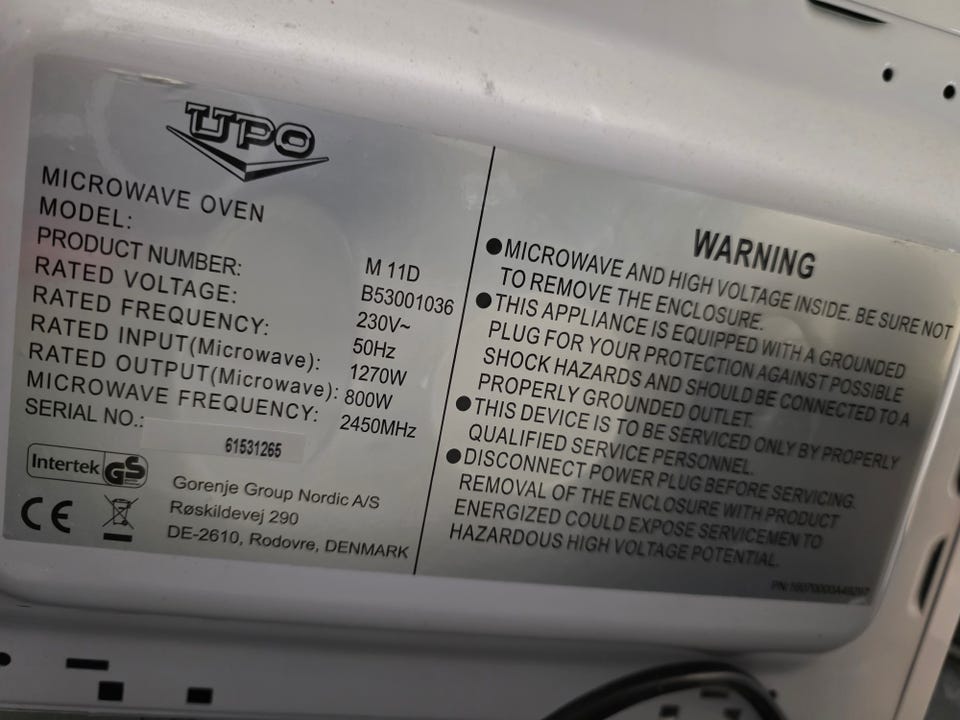 UPO
MICROWAVE OVEN
MODEL: M 11D
PRODUCT NUMBER: B53001036
RATED VOLTAGE: 230V~
RATED FREQUENCY: 50Hz
RATED INPUT(Microwave): 1270W
RATED OUTPUT(Microwave): 800W
MICROWAVE FREQUENCY: 2450MHz
SERIAL NO.: 61531265
Intertek GS
CE
Gorenje Group Nordic A/S
Røskildevej 290
DE-2610, Rodovre, DENMARK
WARNING
●MICROWAVE AND HIGH VOLTAGE INSIDE. BE SURE NOT
TO REMOVE THE ENCLOSURE.
●THIS APPLIANCE IS EQUIPPED WITH A GROUNDED
PLUG FOR YOUR PROTECTION AGAINST POSSIBLE
SHOCK HAZARDS AND SHOULD BE CONNECTED TO A
PROPERLY GROUNDED OUTLET.
●THIS DEVICE IS TO BE SERVICED ONLY BY PROPERLY
QUALIFIED SERVICE PERSONNEL.
●DISCONNECT POWER PLUG BEFORE SERVICING.
REMOVAL OF THE ENCLOSURE WITH PRODUCT
ENERGIZED COULD EXPOSE SERVICEMEN TO
HAZARDOUS HIGH VOLTAGE POTENTIAL.